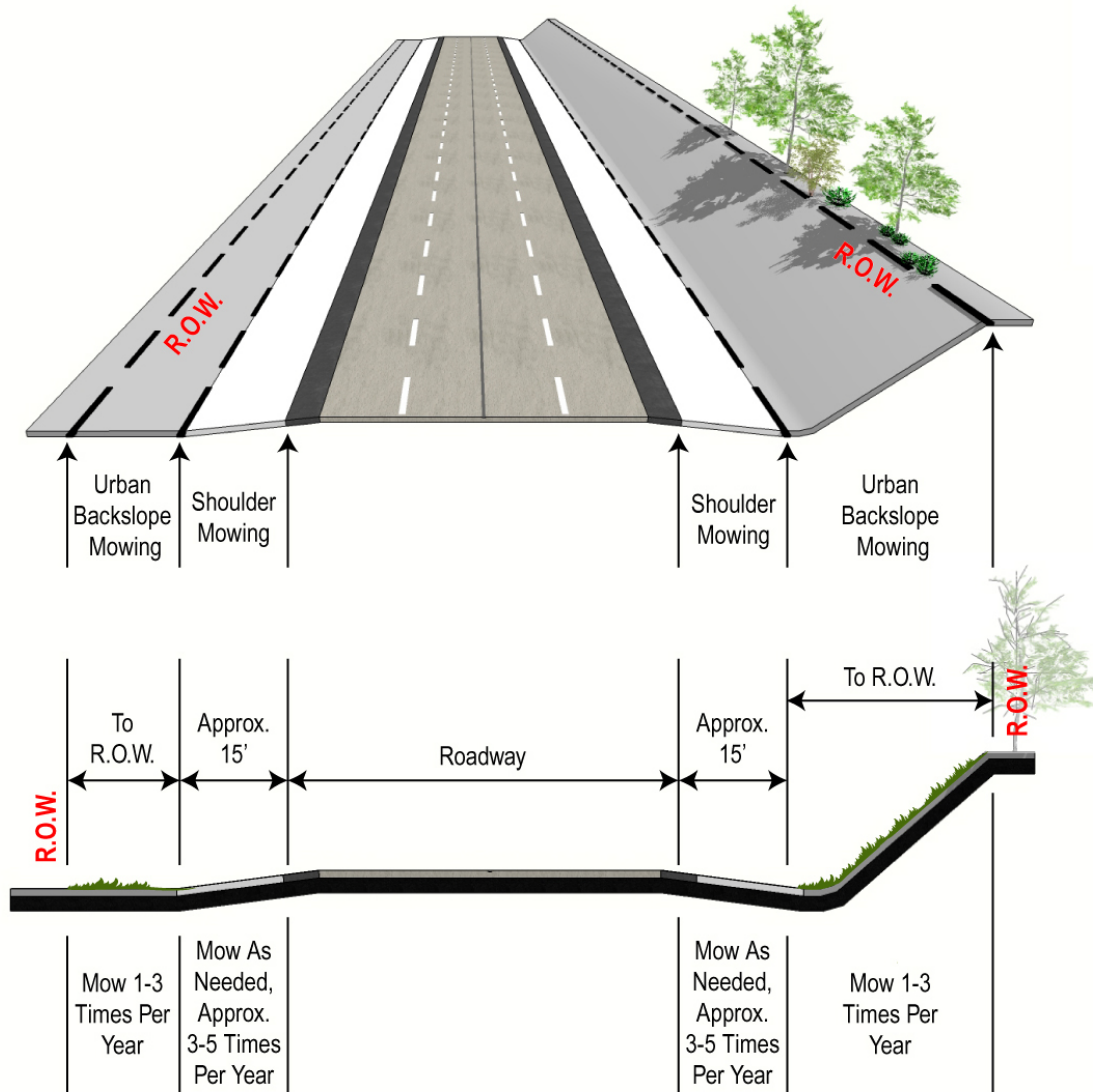 R.O.W.
R.O.W.
Urban
Backslope
Mowing
Shoulder
Mowing
Shoulder
Mowing
Urban
Backslope
Mowing
To
R.O.W.
Approx.
15’
Roadway
Approx.
15’
To R.O.W.
R.O.W.
R.O.W.
Mow 1-3
Times Per
Year
Mow As
Needed,
Approx.
3-5 Times
Per Year
Mow As
Needed,
Approx.
3-5 Times
Per Year
Mow 1-3
Times Per
Year